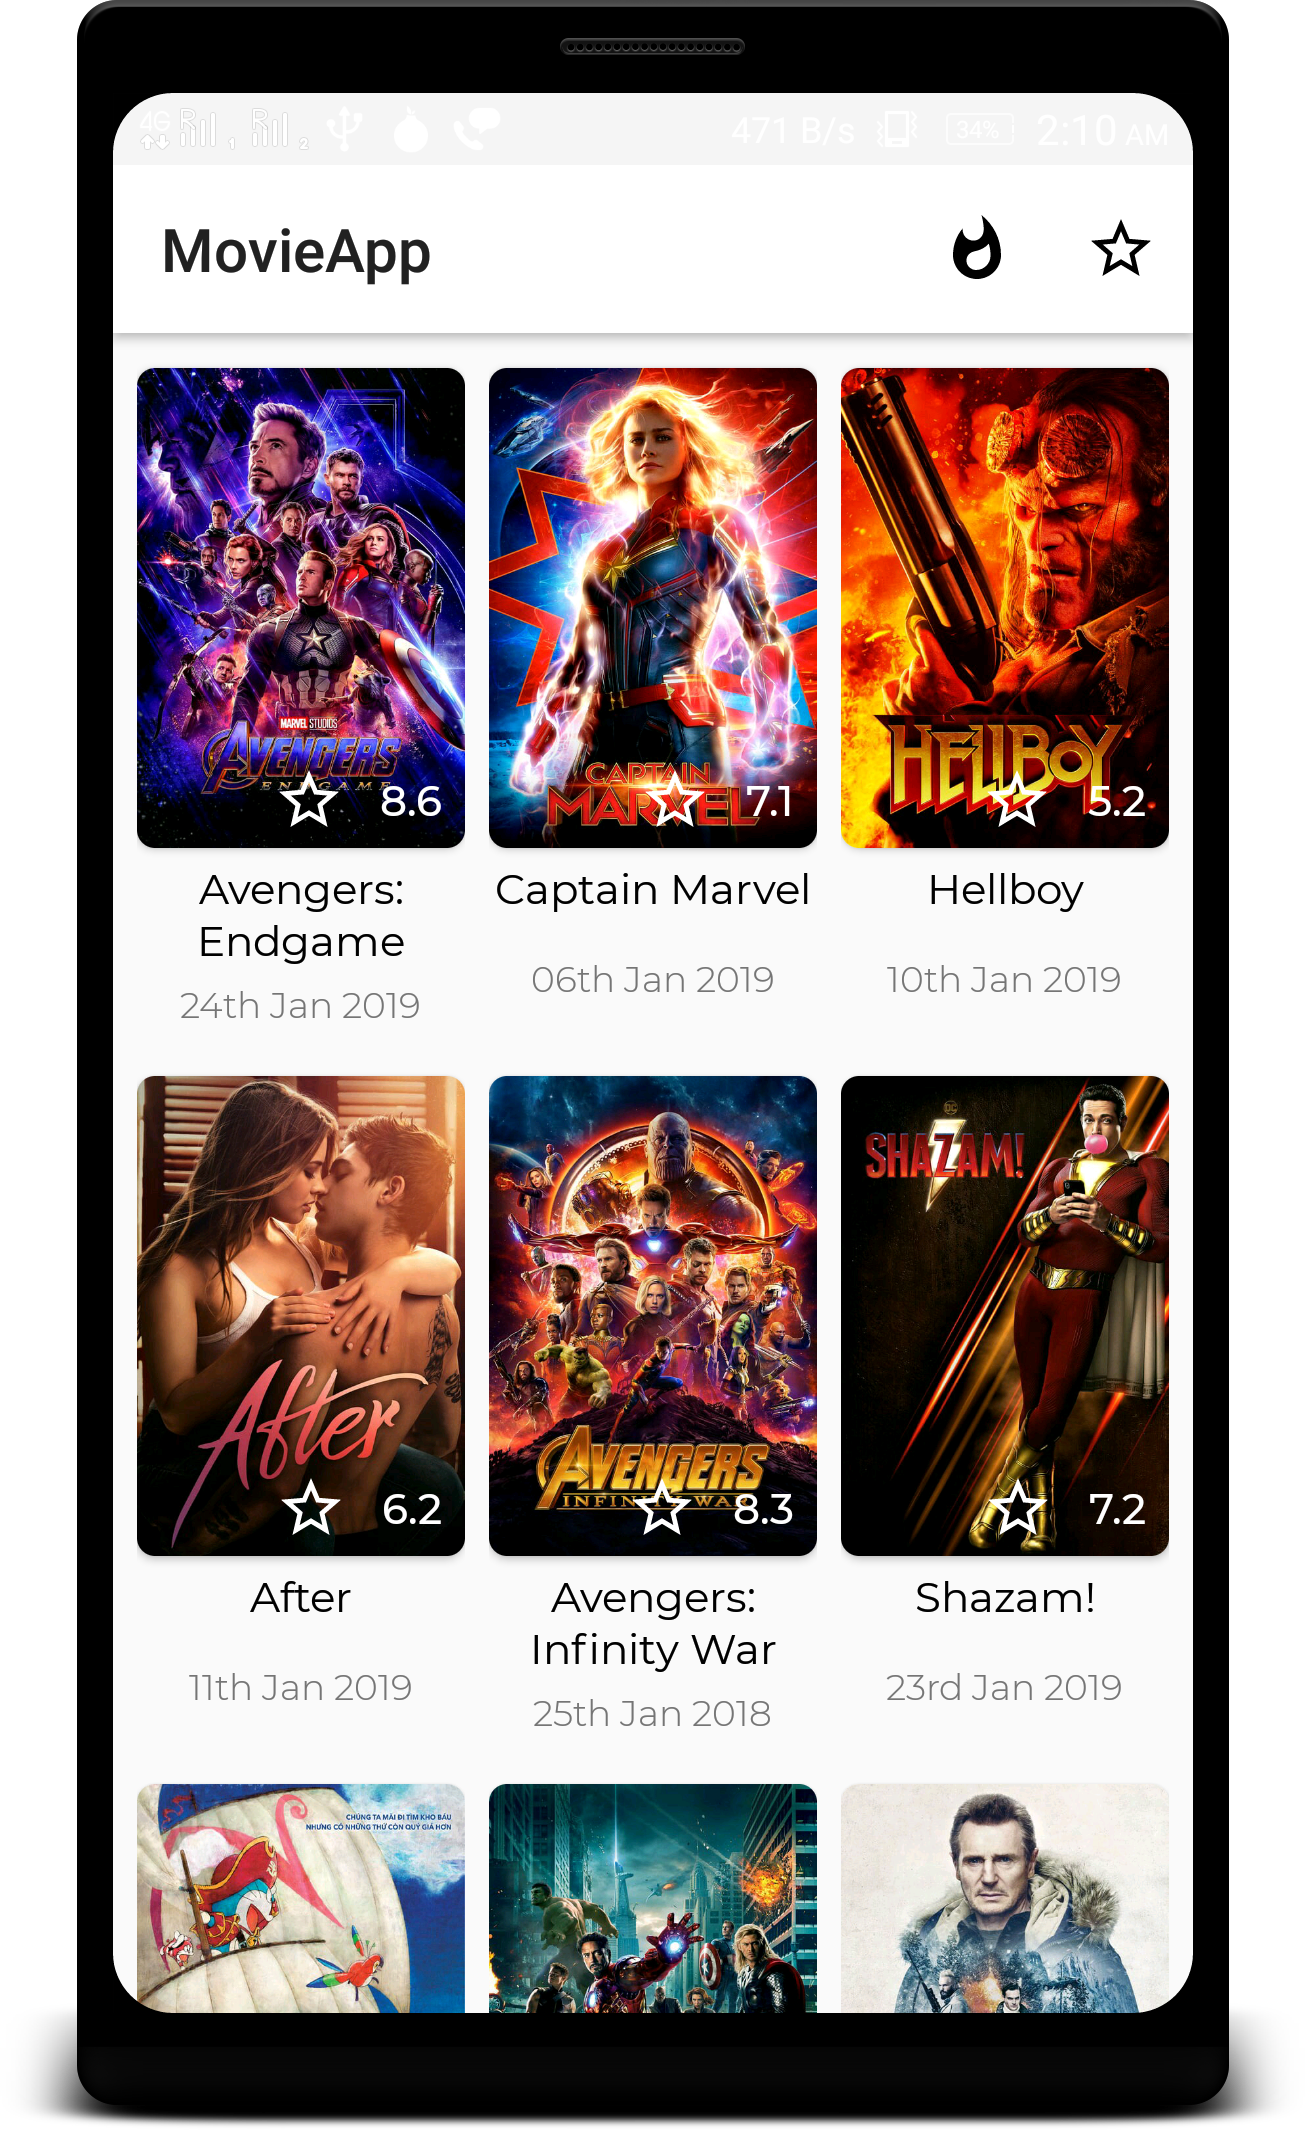 4G R 1 R 2 471 B/s 34% 2:10 AM
MovieApp
MARVEL STUDIOS
AVENGERS
ENDGAME
8.6
CAPTAIN
MARVEL
7.1
HELLBOY
5.2
Avengers:
Endgame
24th Jan 2019
Captain Marvel
06th Jan 2019
Hellboy
10th Jan 2019
After
6.2
AVENGERS
INFINITY WAR
8.3
DC
SHAZAM!
7.2
After
11th Jan 2019
Avengers:
Infinity War
25th Jan 2018
Shazam!
23rd Jan 2019
CHÚNG TA MÃI ĐI TÌM KHO BÁU
NHƯNG CÓ NHỮNG THỨ CÒN QUÝ GIÁ HƠN